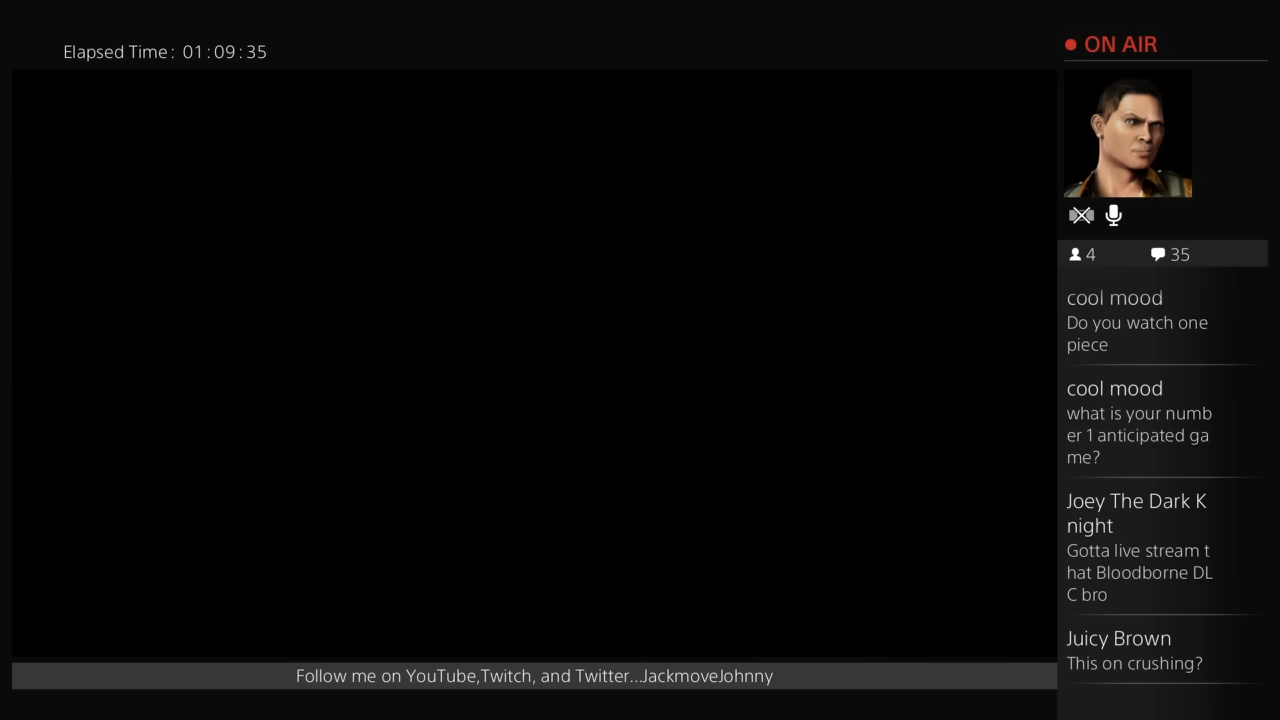 Elapsed Time: 01:09:35
ON AIR
4 35
cool mood
Do you watch one
piece
cool mood
what is your numb
er 1 anticipated ga
me?
Joey The Dark K
night
Gotta live stream t
hat Bloodborne DL
C bro
Juicy Brown
This on crushing?
Follow me on YouTube,Twitch, and Twitter...JackmoveJohnny